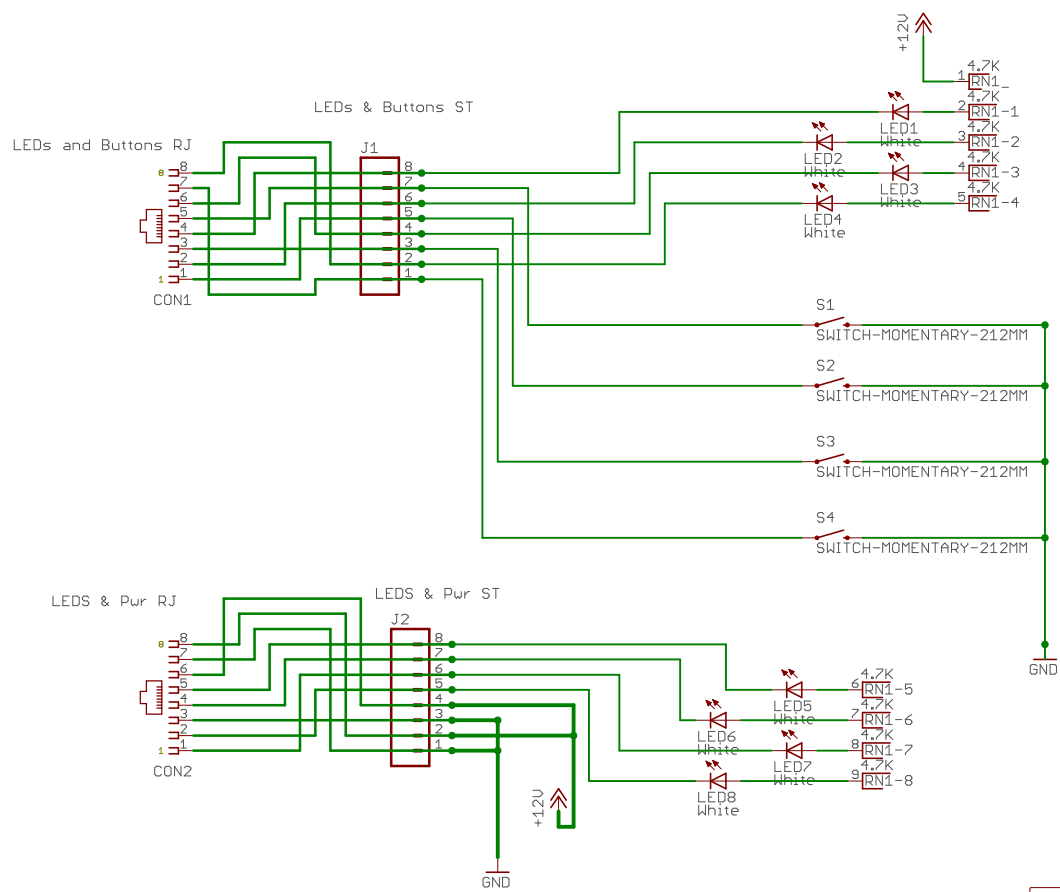 +12V
4.7K
1 RN1_
4.7K
LEDs & Buttons ST
2 RN1-1
LED1
White
4.7K
3 RN1-2
LED2
White
LEDs and Buttons RJ
J1
4.7K
4 RN1-3
LED3
White
4.7K
5 RN1-4
LED4
White
8 8
7
6
5
4
3
2
1 1
CON1
8
7
6
5
4
3
2
1
S1
SWITCH-MOMENTARY-212MM
S2
SWITCH-MOMENTARY-212MM
S3
SWITCH-MOMENTARY-212MM
S4
SWITCH-MOMENTARY-212MM
GND
LEDS & Pwr RJ
LEDS & Pwr ST
J2
8 8
7
6
5
4
3
2
1 1
CON2
8
7
6
5
4
3
2
1
4.7K
6 RN1-5
LED5
White
4.7K
7 RN1-6
LED6
White
4.7K
8 RN1-7
LED7
White
4.7K
9 RN1-8
LED8
White
+12V
GND